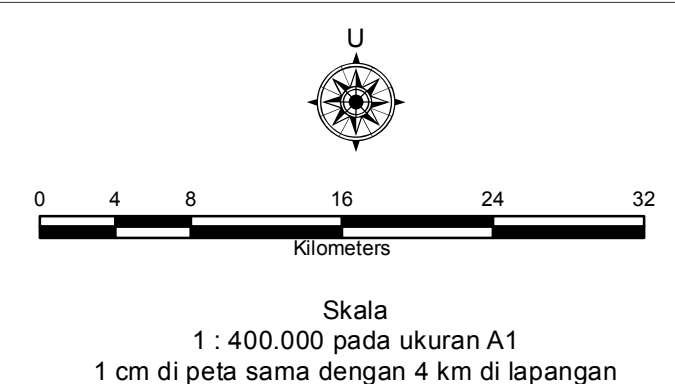 U
0 4 8 16 24 32
Kilometers
Skala
1 : 400.000 pada ukuran A1
1 cm di peta sama dengan 4 km di lapangan